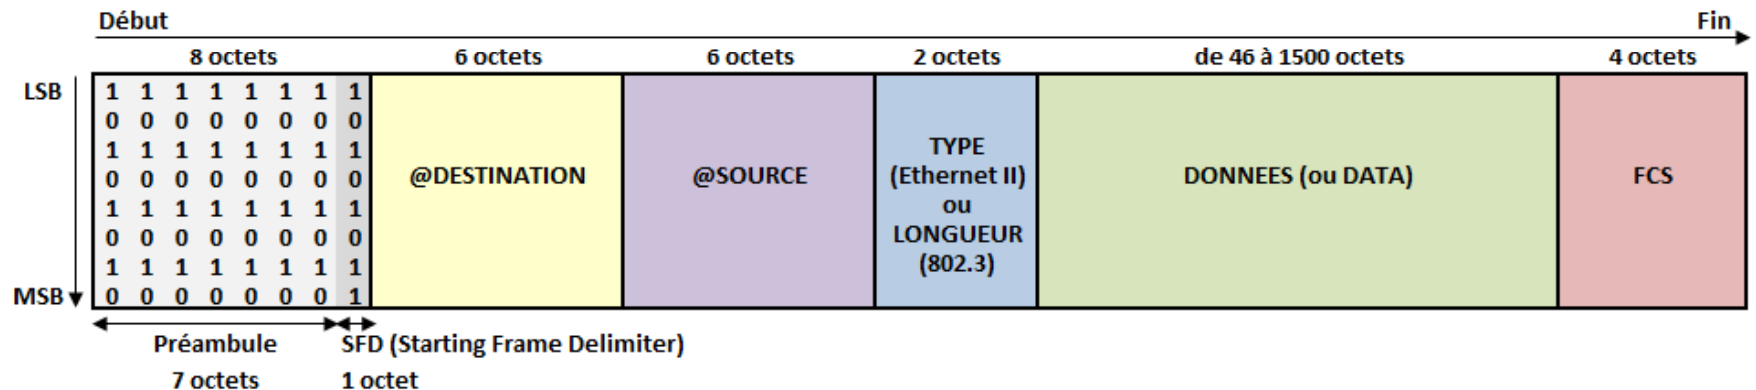 Début Fin
8 octets 6 octets 6 octets 2 octets de 46 à 1500 octets 4 octets
LSB 1 1 1 1 1 1 1 1
0 0 0 0 0 0 0 0
1 1 1 1 1 1 1 1
0 0 0 0 0 0 0 0
1 1 1 1 1 1 1 1
0 0 0 0 0 0 0 0
1 1 1 1 1 1 1 1
MSB 0 0 0 0 0 0 0 1
@DESTINATION
@SOURCE
TYPE
(Ethernet II)
ou
LONGUEUR
(802.3)
DONNEES (ou DATA)
FCS
Préambule SFD (Starting Frame Delimiter)
7 octets 1 octet